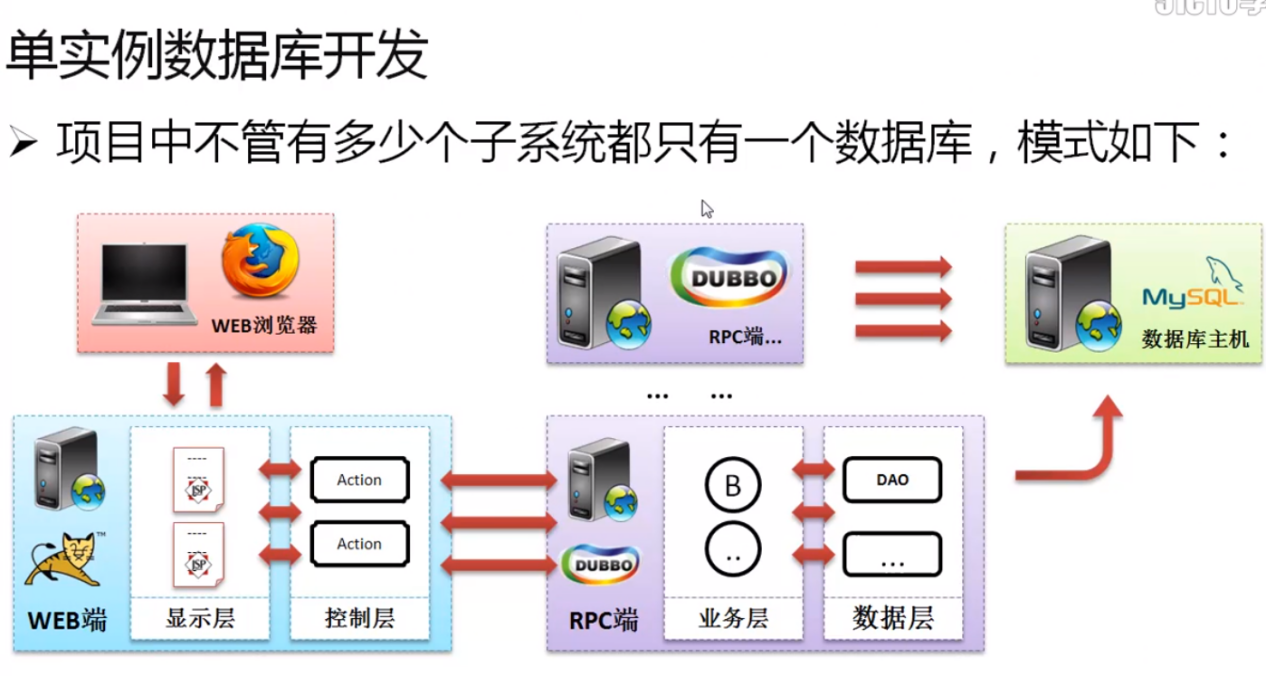 单实例数据库开发
项目中不管有多少个子系统都只有一个数据库，模式如下：
WEB浏览器
DUBBO
RPC端...
MySQL
数据库主机
... ...
JSP
JSP
Action
Action
WEB端
显示层
控制层
DUBBO
RPC端
B
..
DAO
...
业务层
数据层